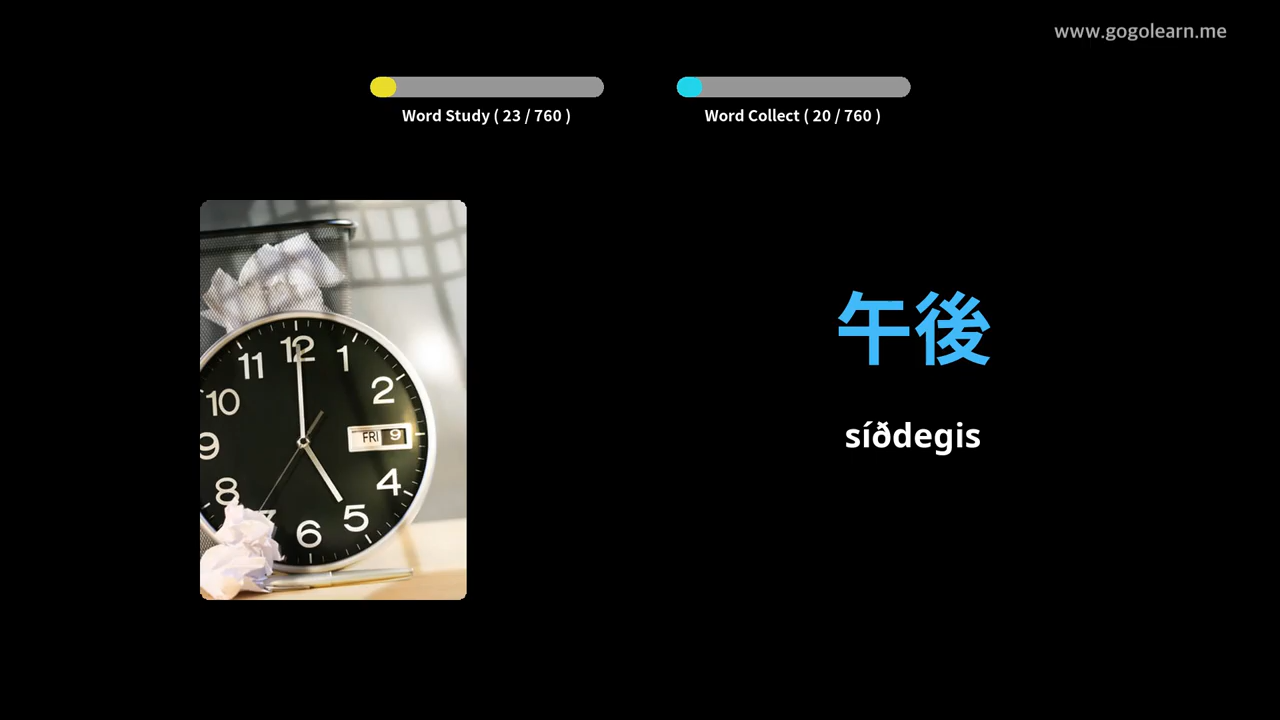 www.gogolearn.me
Word Study ( 23 / 760 )
Word Collect ( 20 / 760 )
12
11
1
10
2
9
FRI 9
8
4
7
5
6
午後
síðdegis